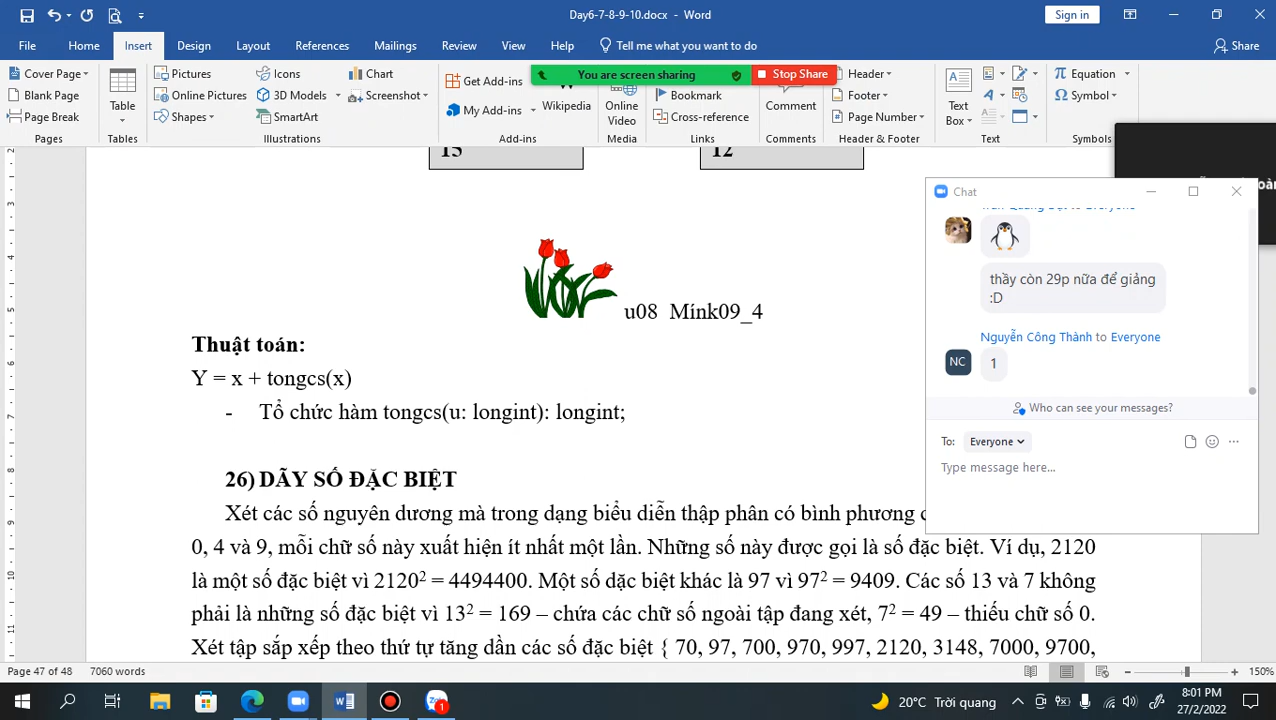 Day6-7-8-9-10.docx - Word
Sign in
File Home Insert Design Layout References Mailings Review View Help Tell me what you want to do Share
You are screen sharing Stop Share
Cover Page
Blank Page
Page Break
Pages
Table
Tables
Pictures
Online Pictures
Shapes
Icons
3D Models
SmartArt
Chart
Screenshot
Illustrations
Get Add-ins
My Add-ins
Wikipedia
Add-ins
Online
Video
Media
Bookmark
Cross-reference
Links
Comment
Comments
Header
Footer
Page Number
Header & Footer
Text
Box
Text
Equation
Symbol
Symbols
15 12
u08 Mính09_4
Thuật toán:
Y = x + tongcs(x)
- Tổ chức hàm tongcs(u: longint): longint;
26) DÃY SỐ ĐẶC BIỆT
Xét các số nguyên dương mà trong dạng biểu diễn thập phân có bình phương
0, 4 và 9, mỗi chữ số này xuất hiện ít nhất một lần. Những số này được gọi là số đặc biệt. Ví dụ, 2120
là một số đặc biệt vì 2120² = 4494400. Một số dặc biệt khác là 97 vì 97² = 9409. Các số 13 và 7 không
phải là những số đặc biệt vì 13² = 169 – chứa các chữ số ngoài tập đang xét, 7² = 49 – thiếu chữ số 0.
Xét tập sắp xếp theo thứ tự tăng dần các số đặc biệt { 70, 97, 700, 970, 997, 2120, 3148, 7000, 9700,
Chat
thầy còn 29p nữa để giảng
:D
Nguyễn Công Thành to Everyone
NC
1
Who can see your messages?
To: Everyone
Type message here...
Page 47 of 48 7060 words
150%
20°C Trời quang
8:01 PM
27/2/2022